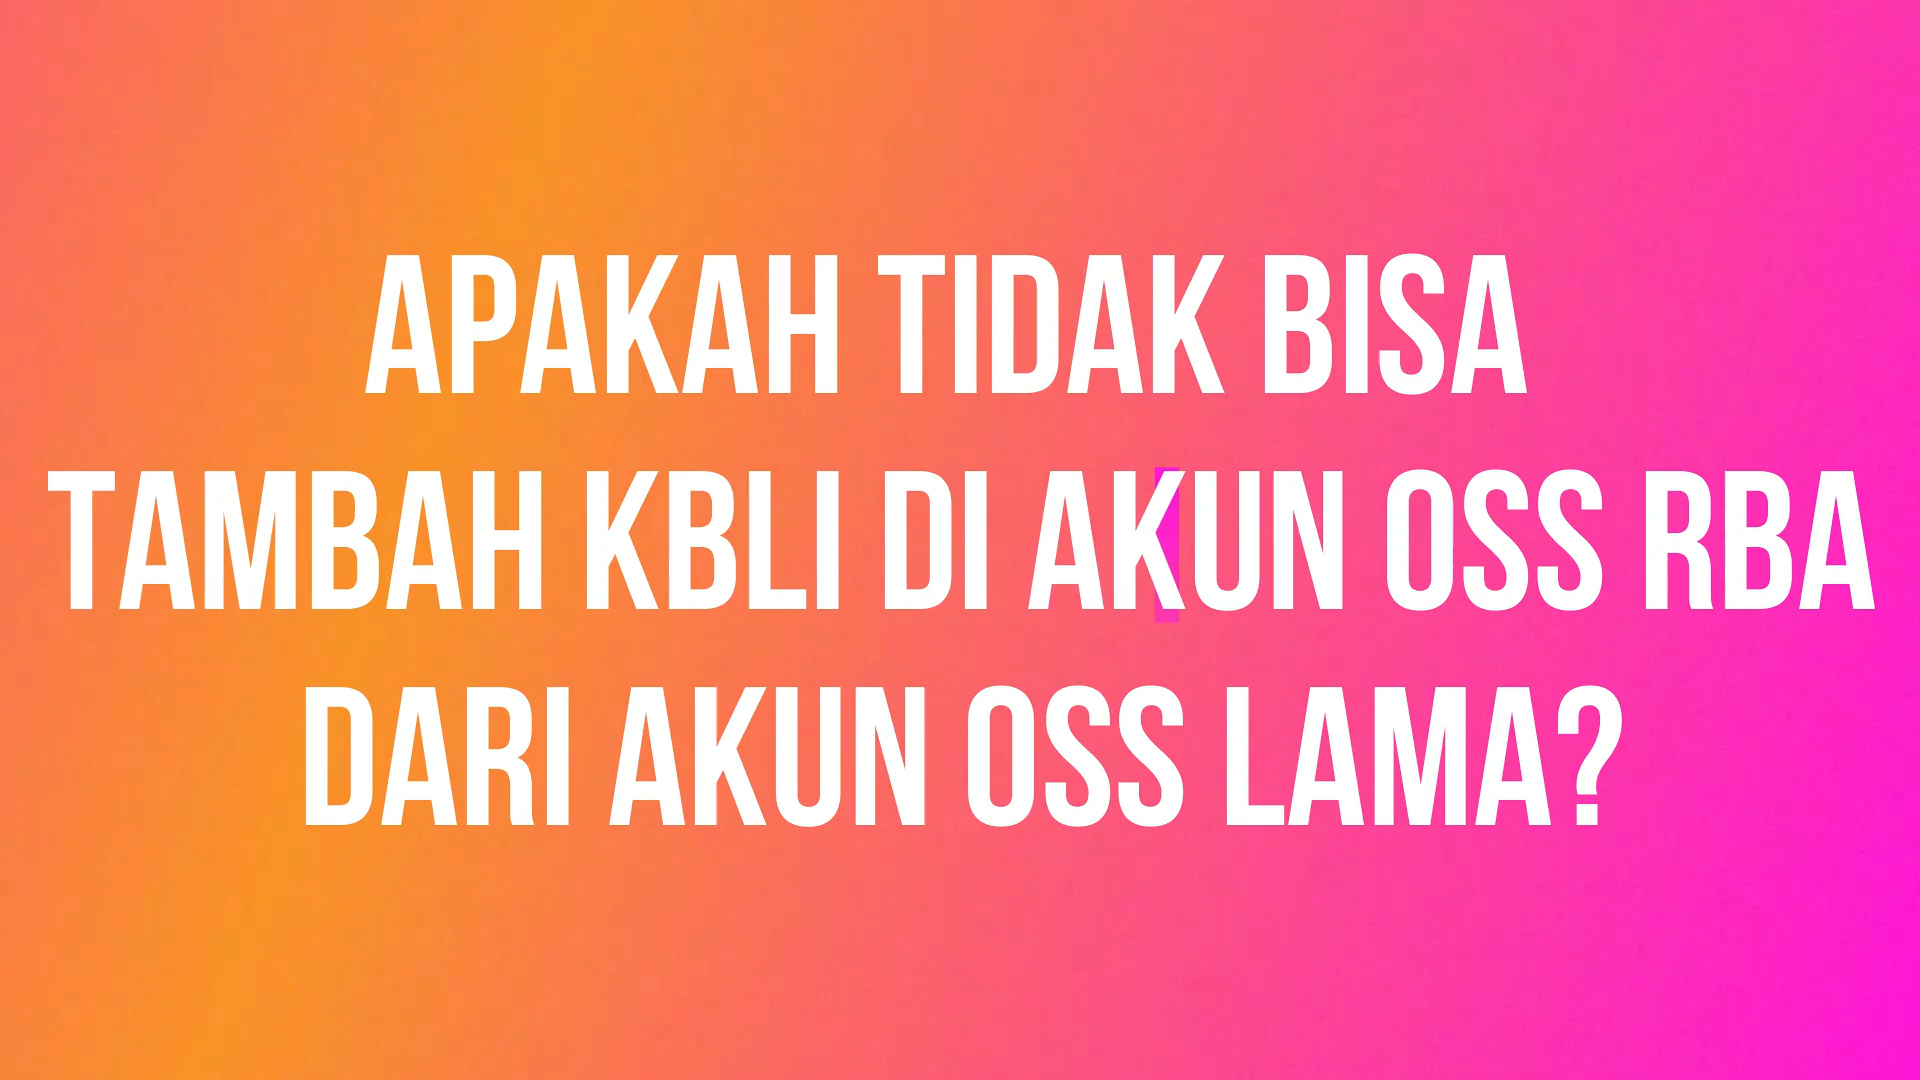 APAKAH TIDAK BISA
TAMBAH KBLI DI AKUN OSS RBA
DARI AKUN OSS LAMA?